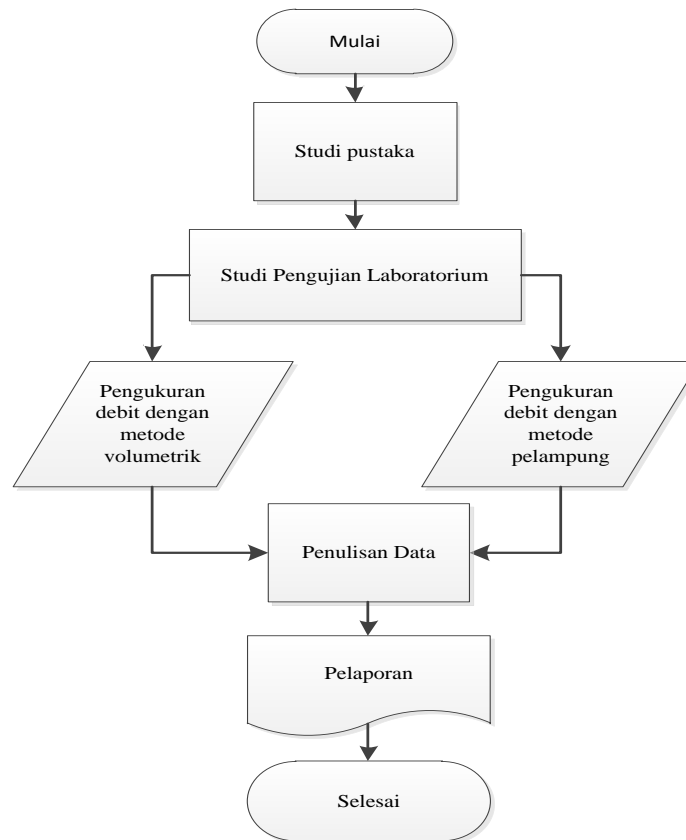 Mulai
Studi pustaka
Studi Pengujian Laboratorium
Pengukuran
debit dengan
metode
volumetrik
Pengukuran
debit dengan
metode
pelampung
Penulisan Data
Pelaporan
Selesai